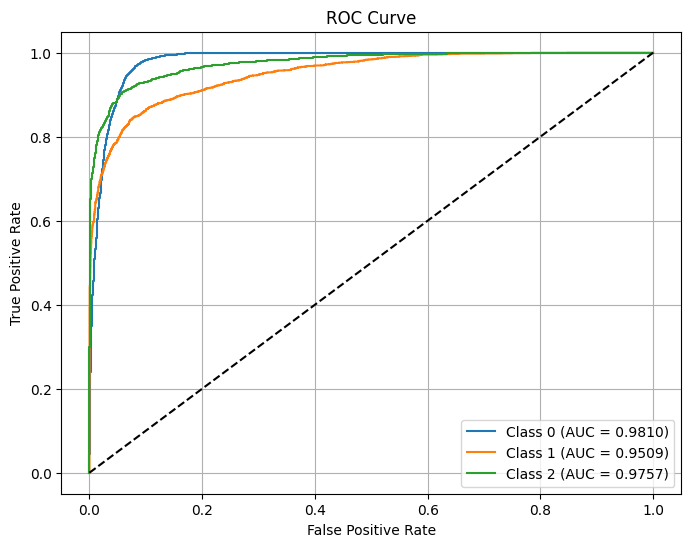 ROC Curve
1.0
0.8
0.6
0.4
0.2
0.0
True Positive Rate
Class 0 (AUC = 0.9810)
Class 1 (AUC = 0.9509)
Class 2 (AUC = 0.9757)
0.0 0.2 0.4 0.6 0.8 1.0
False Positive Rate